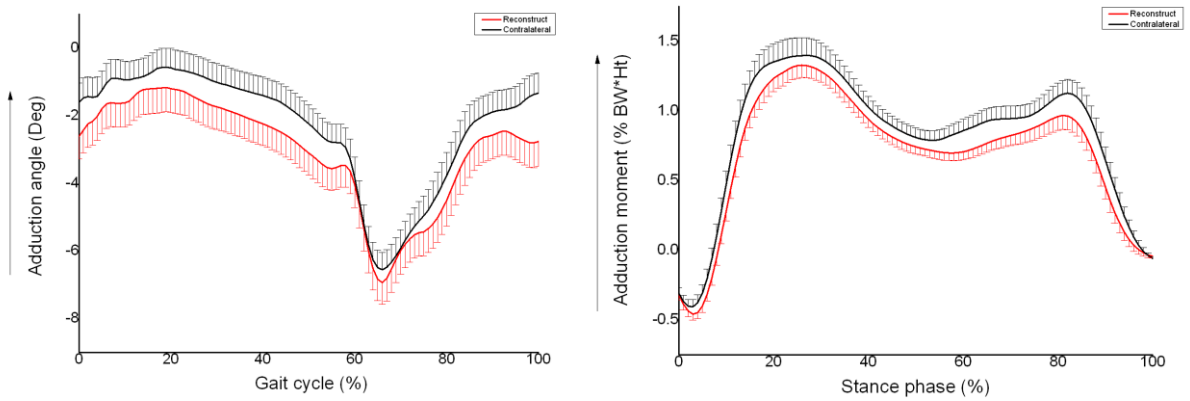 Reconstruct
Contralateral
0
-2
-4
-6
-8
Adduction angle (Deg)
0
20
40
60
80
100
Gait cycle (%)
Reconstruct
Contralateral
1.5
1.0
0.5
0.0
-0.5
Adduction moment (% BW*Ht)
0
20
40
60
80
100
Stance phase (%)